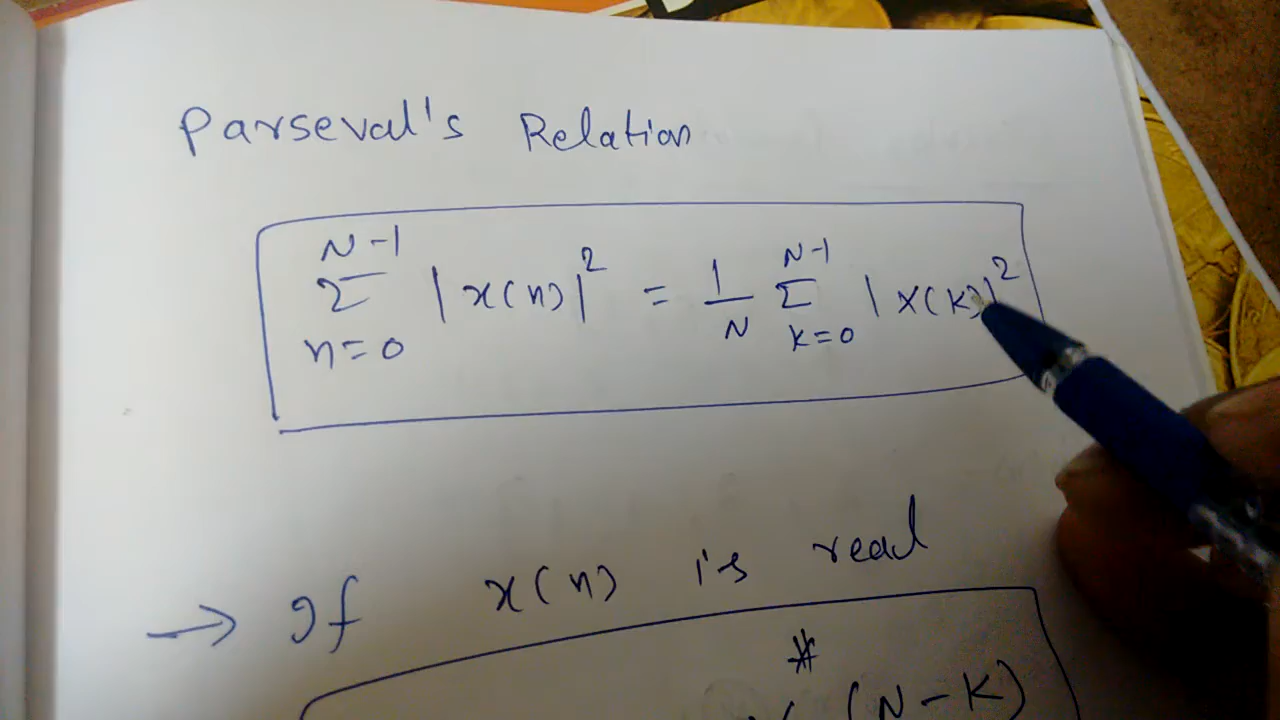 Parseval's Relation
N-1 Σ n=0 |x(n)|² = 1/N N-1 Σ k=0 |X(k)|²
→ If x(n) is real
* (N-K)